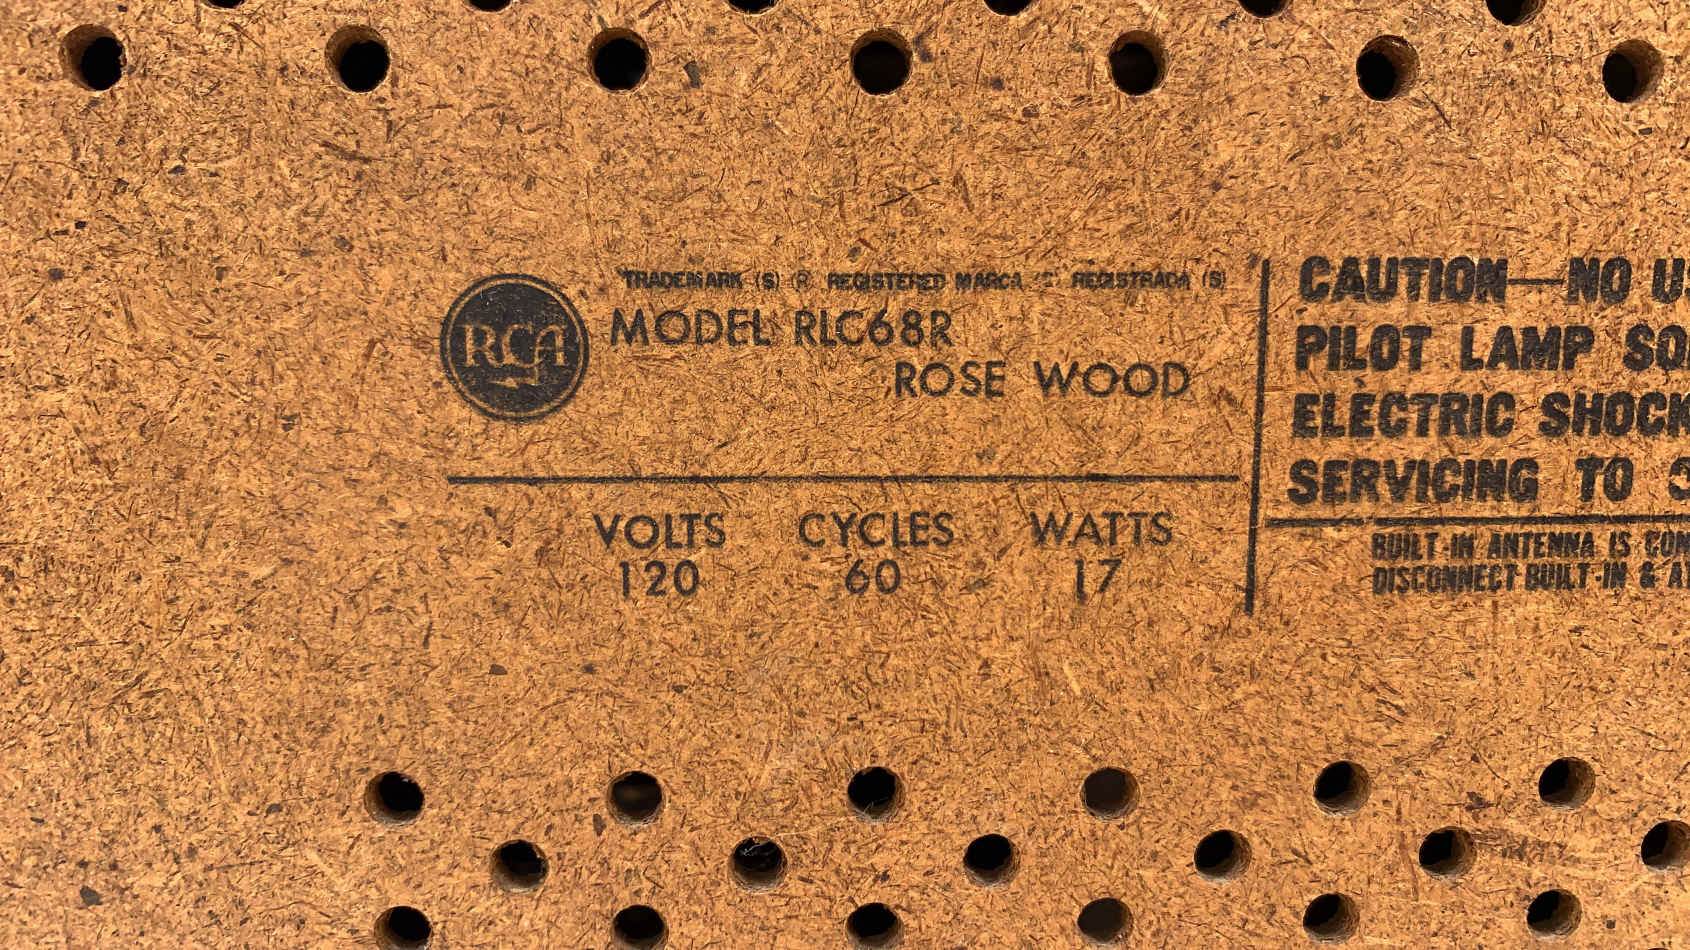 TRADEMARK (S) ® REGISTERED MARCA REGISTRADA (S)
RCA
MODEL RLC68R
ROSE WOOD
VOLTS CYCLES WATTS
120 60 17
CAUTION—NO
PILOT LAMP
ELECTRIC SHOCK
SERVICING TO
BUILT-IN ANTENNA IS
DISCONNECT BUILT-IN &